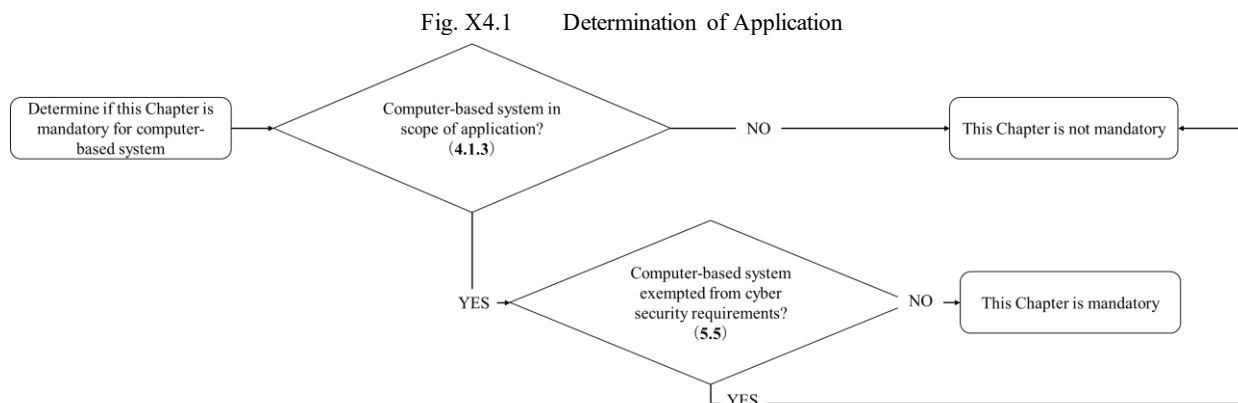 Fig. X4.1 Determination of Application
Determine if this Chapter is
mandatory for computer-
based system
Computer-based system in
scope of application?
(4.1.3)
NO
This Chapter is not mandatory
YES
Computer-based system
exempted from cyber
security requirements?
(5.5)
NO
This Chapter is mandatory
YES